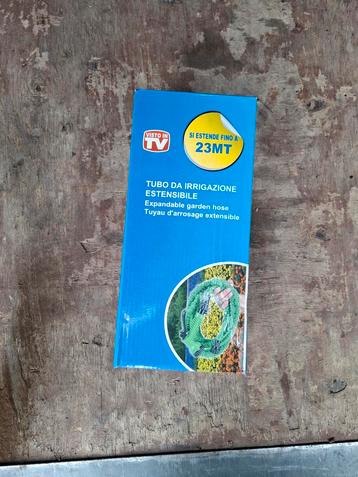 VISTO IN
TV
SI ESTENDE FINO A
23MT
TUBO DA IRRIGAZIONE
ESTENSIBILE
Expandable garden hose
Tuyau d'arrosage extensible